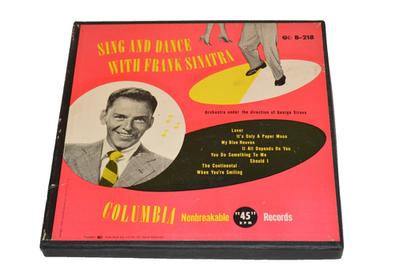 B-218
SING AND DANCE
WITH FRANK SINATRA
Orchestra under the direction of George Siravo
Lover
It's Only A Paper Moon
My Blue Heaven
It All Depends On You
You Do Something To Me
Should I
The Continental
When You're Smiling
COLUMBIA Nonbreakable "45" RPM Records